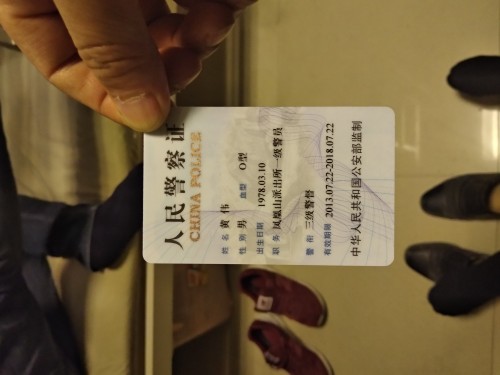 人民警察证
CHINA POLICE
姓名 黄 伟
性别 男 血型 O型
出生日期 1978.03.10
职务 凤凰山派出所一级警员
警衔 三级警督
有效期限 2013.07.22-2018.07.22
中华人民共和国公安部监制